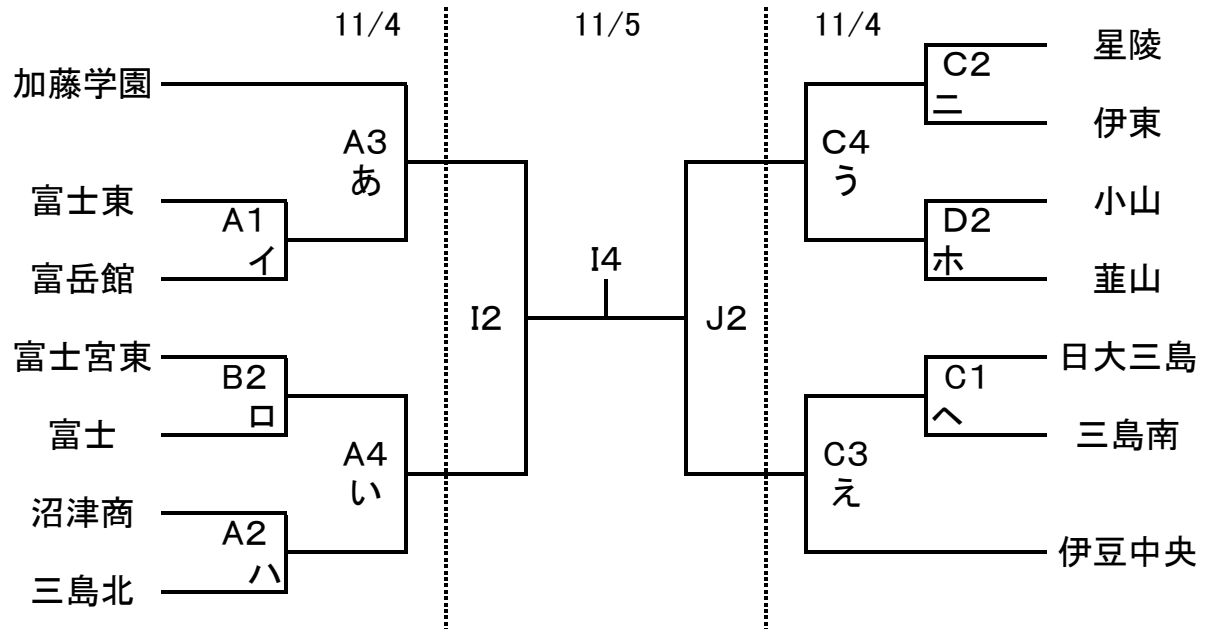 11/4
11/5
11/4
加藤学園
A3
あ
富士東
A1
イ
富岳館
富士宮東
B2
ロ
富士
A4
い
沼津商
A2
ハ
三島北
I2
I4
J2
星陵
C2
ニ
伊東
C4
う
小山
D2
ホ
韮山
日大三島
C1
ヘ
三島南
C3
え
伊豆中央